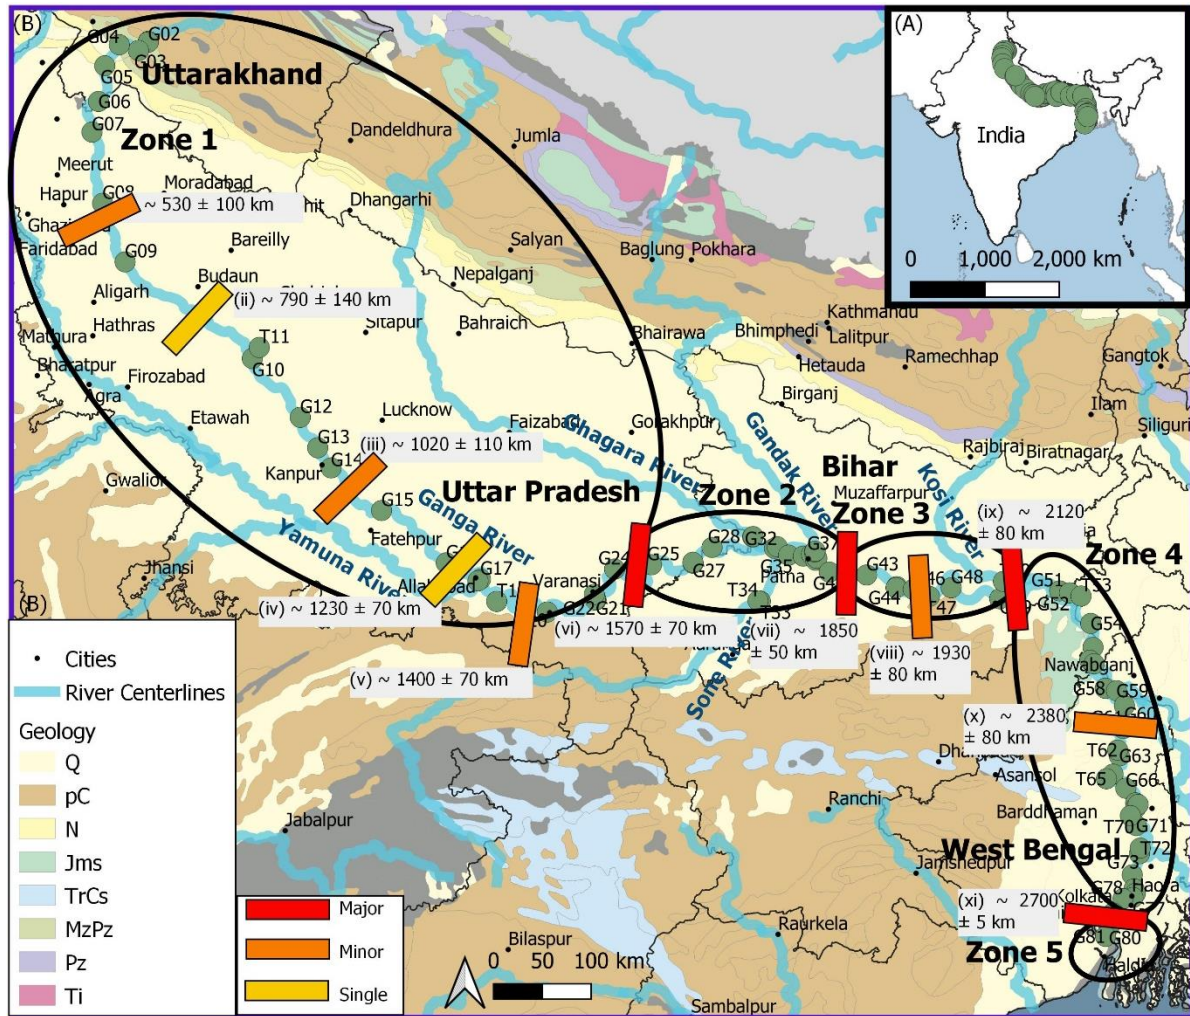 (B)
G04
G02
G03
G05
Uttarakhand
G06
G07
Zone 1
Dandeldhura
Jumla
Meerut
Moradabad
Hapur
G08
~ 530 ± 100 km
Dhangarhi
Faridabad
Bareilly
Salyan
Baglung
Pokhara
G09
Budaun
Nepalganj
Aligarh
(ii) ~ 790 ± 140 km
Hathras
Sitapur
Bahraich
Bhairawa
Mathura
T11
Bharatpur
G10
Firozabad
Agra
Etawah
G12
Lucknow
Faizabad
Gorakhpur
G13
(iii) ~ 1020 ± 110 km
Kanpur
G14
Gwalior
Ghagara River
Uttar Pradesh
G15
Ganga River
Fatehpur
Yamuna River
Jhansi
G17
Varanasi
G24
G25
G22
G21
(iv) ~ 1230 ± 70 km
(v) ~ 1400 ± 70 km
(vi) ~ 1570 ± 70 km
Kathmandu
Bhimphedi
Lalitpur
Hetauda
Ramechhap
Gangtok
Birganj
Ilam
Siliguri
Rajbiraj
Biratnagar
Gandak River
Bihar
Muzaffarpur
Kosi River
Zone 2
Zone 3
(ix) ~ 2120
± 80 km
Zone 4
G28
G32
G37
G27
G35
Patna
T34
G43
G44
G48
G51
G52
T53
G54
(vii) ~ 1850
± 50 km
(viii) ~ 1930
± 80 km
Sone River
Nawabganj
G58
G59
G60
(x) ~ 2380
± 80 km
T62
G63
Asansol
T65
G66
Ranchi
Barddhaman
T70
G71
West Bengal
T72
Jamshedpur
G73
G78
Haora
Kolkata
(xi) ~ 2700
± 5 km
G81
G80
Zone 5
Haldia
Jabalpur
Bilaspur
Raurkela
Sambalpur
0 50 100 km
(A)
India
0 1,000 2,000 km
(B)
Cities
River Centerlines
Geology
Q
pC
N
Jms
TrCs
MzPz
Pz
Ti
Major
Minor
Single